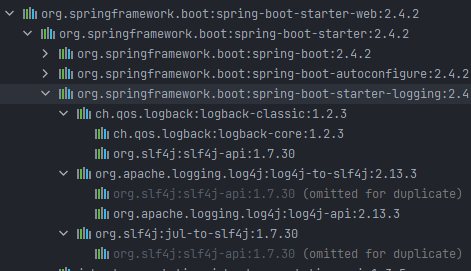 org.springframework.boot:spring-boot-starter-web:2.4.2
org.springframework.boot:spring-boot-starter:2.4.2
org.springframework.boot:spring-boot:2.4.2
org.springframework.boot:spring-boot-autoconfigure:2.4.2
org.springframework.boot:spring-boot-starter-logging:2.4
ch.qos.logback:logback-classic:1.2.3
ch.qos.logback:logback-core:1.2.3
org.slf4j:slf4j-api:1.7.30
org.apache.logging.log4j:log4j-to-slf4j:2.13.3
org.slf4j:slf4j-api:1.7.30 (omitted for duplicate)
org.apache.logging.log4j:log4j-api:2.13.3
org.slf4j:jul-to-slf4j:1.7.30
org.slf4j:slf4j-api:1.7.30 (omitted for duplicate)